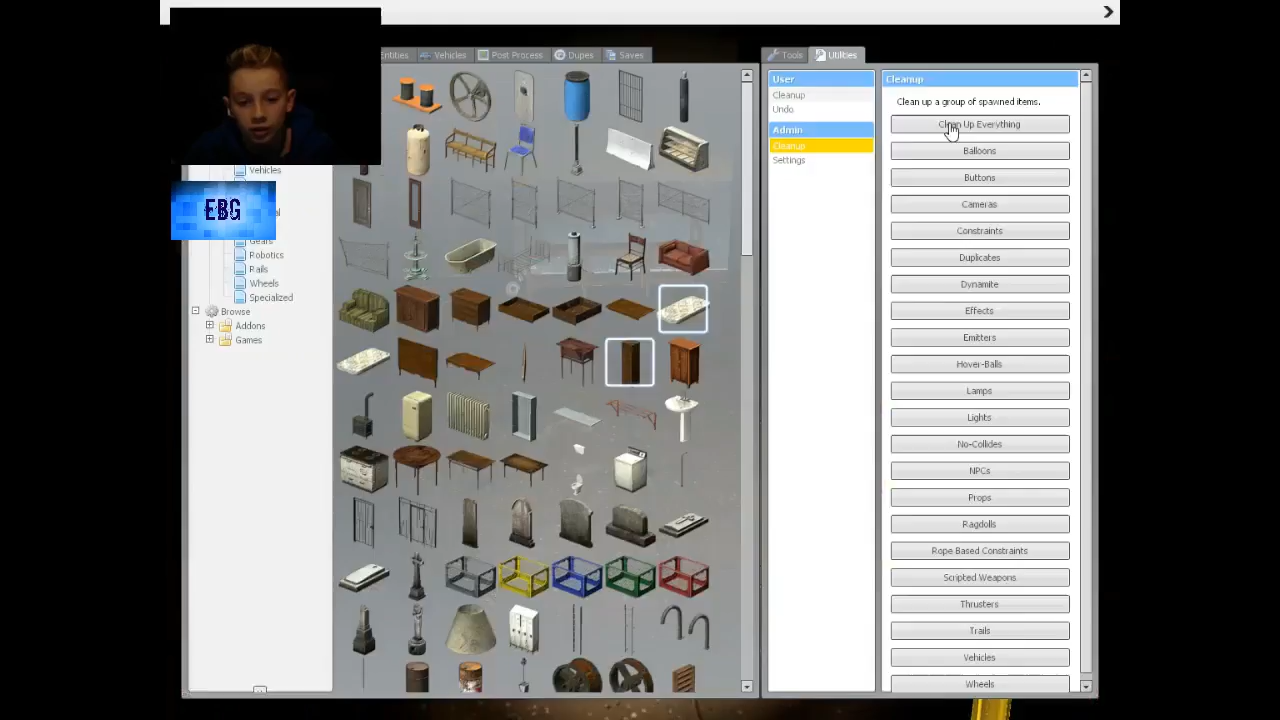 Entities Vehicles Post Process Dupes Saves
Tools Utilities
User
Cleanup
Undo
Admin
Cleanup
Settings
Cleanup
Clean up a group of spawned items.
Clean Up Everything
Balloons
Buttons
Cameras
Constraints
Duplicates
Dynamite
Effects
Emitters
Hover-Balls
Lamps
Lights
No-Collides
NPCs
Props
Ragdolls
Rope Based Constraints
Scripted Weapons
Thrusters
Trails
Vehicles
Wheels
Vehicles
EBG
Gears
Robotics
Rails
Wheels
Specialized
Browse
Addons
Games